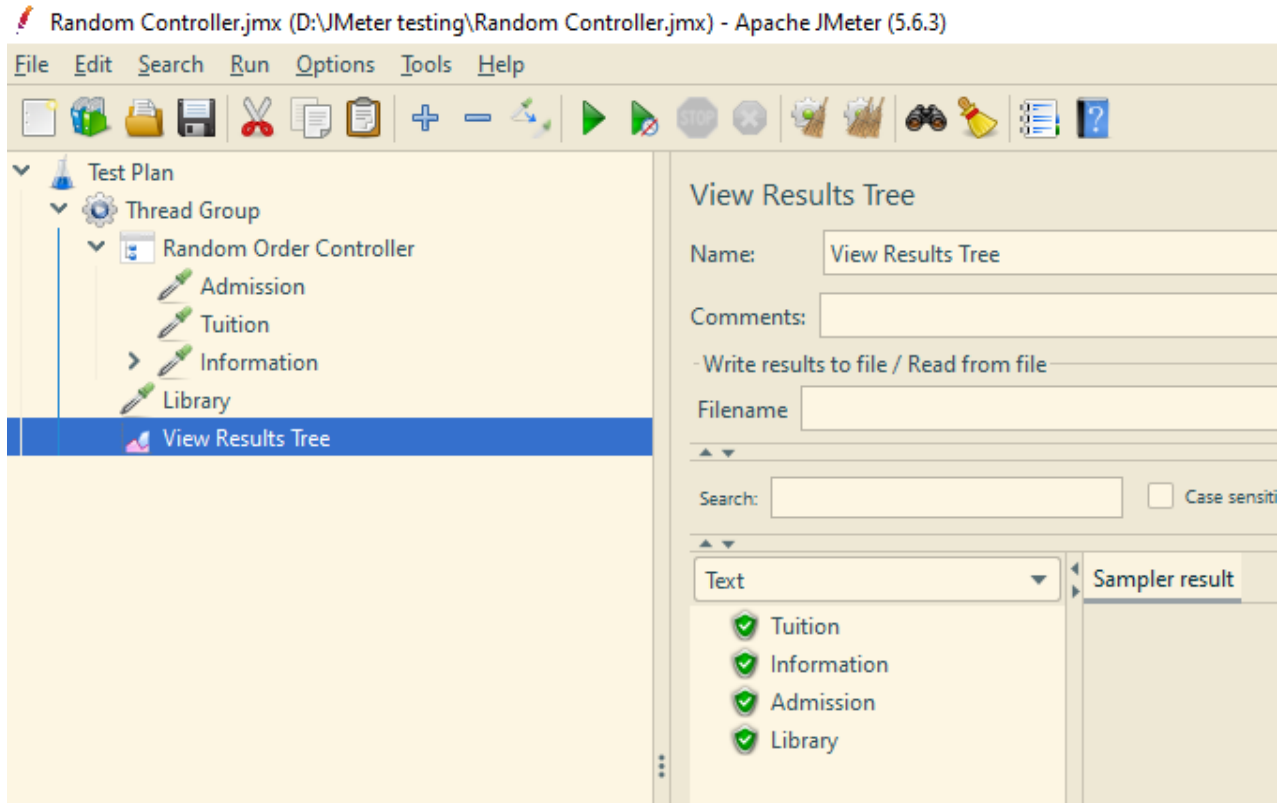 Random Controller.jmx (D:\JMeter testing\Random Controller.jmx) - Apache JMeter (5.6.3)
File Edit Search Run Options Tools Help
STOP
?
Test Plan
Thread Group
Random Order Controller
Admission
Tuition
Information
Library
View Results Tree
View Results Tree
Name: View Results Tree
Comments:
Write results to file / Read from file
Filename
Search: Case sensiti
Text Sampler result
Tuition
Information
Admission
Library